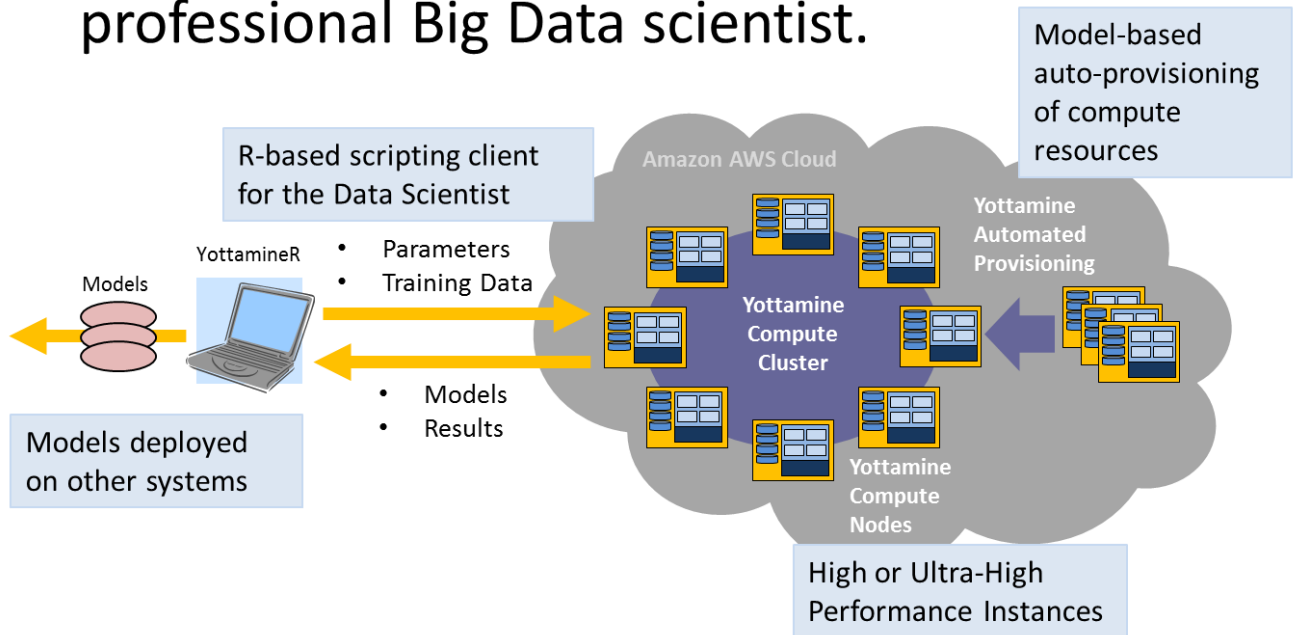 professional Big Data scientist.
Model-based
auto-provisioning
of compute
resources
R-based scripting client
for the Data Scientist
Amazon AWS Cloud
Yottamine
Automated
Provisioning
YottamineR
• Parameters
• Training Data
Models
Yottamine
Compute
Cluster
• Models
• Results
Models deployed
on other systems
Yottamine
Compute
Nodes
High or Ultra-High
Performance Instances